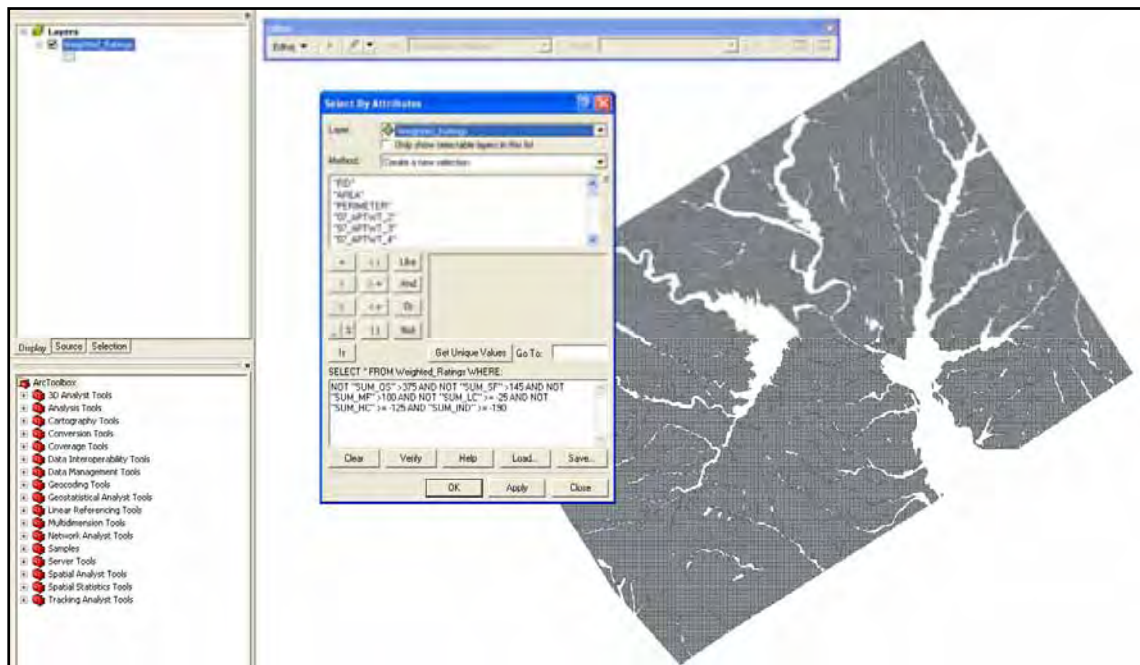 Layers
Weighted_Ratings
Display Source Selection
ArcToolbox
3D Analyst Tools
Analysis Tools
Cartography Tools
Conversion Tools
Coverage Tools
Data Interoperability Tools
Data Management Tools
Geocoding Tools
Geostatistical Analyst Tools
Linear Referencing Tools
Multidimension Tools
Network Analyst Tools
Samples
Server Tools
Spatial Analyst Tools
Spatial Statistics Tools
Tracking Analyst Tools
Editor
Select By Attributes
Layer:
Weighted_Ratings
Only show selectable layers in this list
Method:
Create a new selection
"AREA"
"PERIMETER"
Like
And
Or
Not
Is
Get Unique Values Go To:
SELECT * FROM Weighted_Ratings WHERE:
NOT "SUM_OS" >375 AND NOT "SUM_SF" >145 AND NOT
"SUM_MF" >100 AND NOT "SUM_LC" >= -25 AND NOT
"SUM_HC" >= -125 AND "SUM_IND" >= -190
Clear Verify Help Load... Save...
OK Apply Close